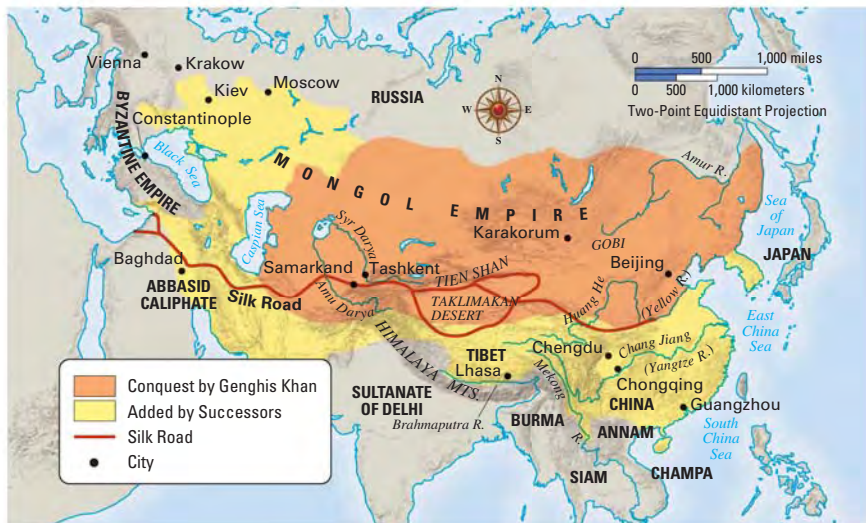 Vienna
Krakow
Kiev
Moscow
Constantinople
RUSSIA
N
W E
S
0 500 1,000 miles
0 500 1,000 kilometers
Two-Point Equidistant Projection
BYZANTINE EMPIRE
Black Sea
MONGOL EMPIRE
Amur R.
Sea of
Japan
JAPAN
Caspian Sea
Syr Darya
Karakorum
GOBI
Beijing
Baghdad
ABBASID
CALIPHATE
Silk Road
Samarkand
Tashkent
TIEN SHAN
Amu Darya
TAKLIMAKAN
DESERT
Huang He
(Yellow R.)
East
China
Sea
HIMALAYA MTS.
TIBET
Lhasa
Chengdu
Chang Jiang
(Yangtze R.)
Chongqing
CHINA
Guangzhou
Mekong
R.
SULTANATE
OF DELHI
Brahmaputra R.
BURMA
ANNAM
South
China
Sea
SIAM
CHAMPA
Conquest by Genghis Khan
Added by Successors
Silk Road
City